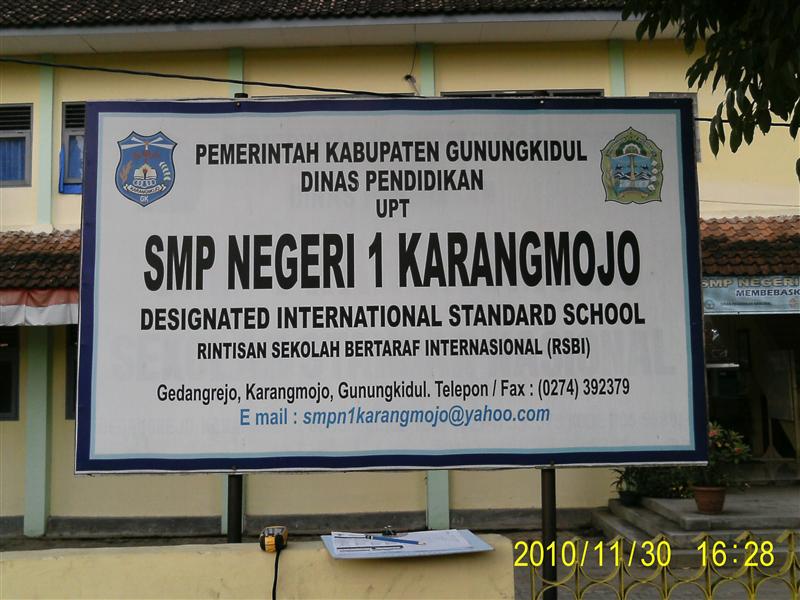 PEMERINTAH KABUPATEN GUNUNGKIDUL
DINAS PENDIDIKAN
UPT
SMP NEGERI 1 KARANGMOJO
DESIGNATED INTERNATIONAL STANDARD SCHOOL
RINTISAN SEKOLAH BERTARAF INTERNASIONAL (RSBI)
Gedangrejo, Karangmojo, Gunungkidul. Telepon / Fax : (0274) 392379
E mail : smpn1karangmojo@yahoo.com
KARANGMOJO
GK
SMP NEGERI
MEMBEBASK
2010/11/30 16:28